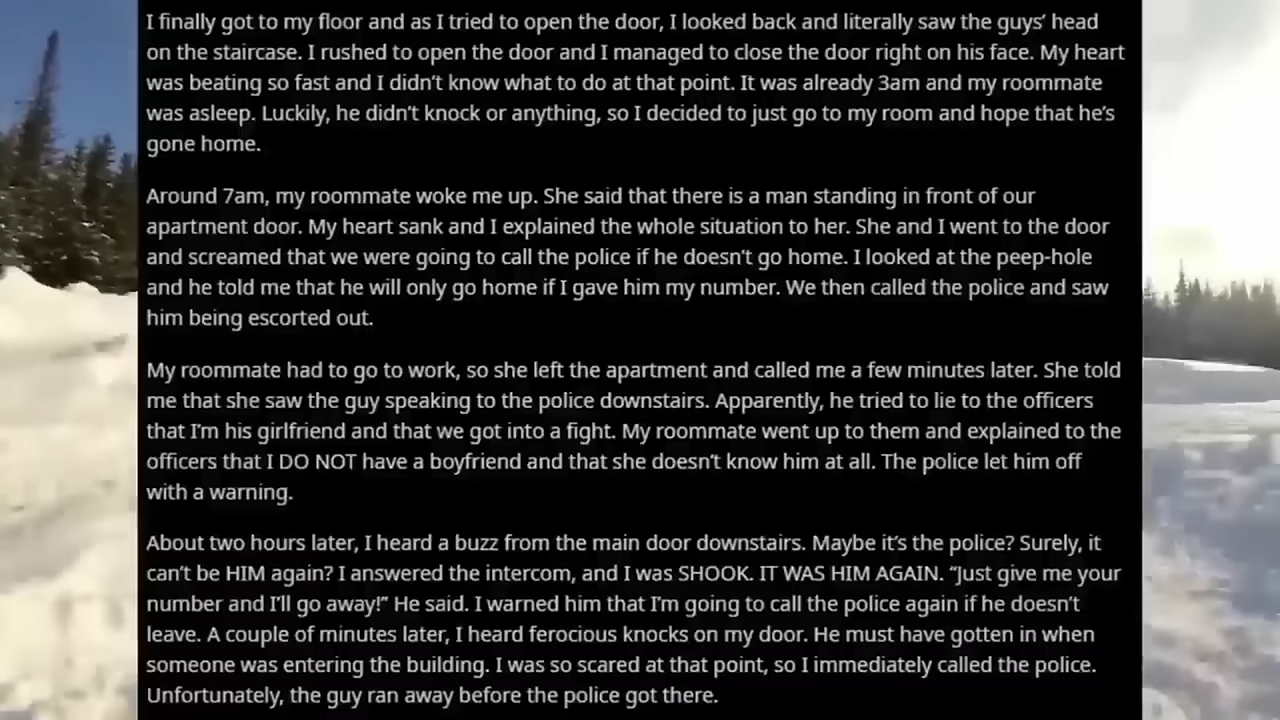 I finally got to my floor and as I tried to open the door, I looked back and literally saw the guys’ head
on the staircase. I rushed to open the door and I managed to close the door right on his face. My heart
was beating so fast and I didn’t know what to do at that point. It was already 3am and my roommate
was asleep. Luckily, he didn’t knock or anything, so I decided to just go to my room and hope that he’s
gone home.
Around 7am, my roommate woke me up. She said that there is a man standing in front of our
apartment door. My heart sank and I explained the whole situation to her. She and I went to the door
and screamed that we were going to call the police if he doesn’t go home. I looked at the peep-hole
and he told me that he will only go home if I gave him my number. We then called the police and saw
him being escorted out.
My roommate had to go to work, so she left the apartment and called me a few minutes later. She told
me that she saw the guy speaking to the police downstairs. Apparently, he tried to lie to the officers
that I’m his girlfriend and that we got into a fight. My roommate went up to them and explained to the
officers that I DO NOT have a boyfriend and that she doesn’t know him at all. The police let him off
with a warning.
About two hours later, I heard a buzz from the main door downstairs. Maybe it’s the police? Surely, it
can’t be HIM again? I answered the intercom, and I was SHOOK. IT WAS HIM AGAIN. “Just give me your
number and I’ll go away!” He said. I warned him that I’m going to call the police again if he doesn’t
leave. A couple of minutes later, I heard ferocious knocks on my door. He must have gotten in when
someone was entering the building. I was so scared at that point, so I immediately called the police.
Unfortunately, the guy ran away before the police got there.